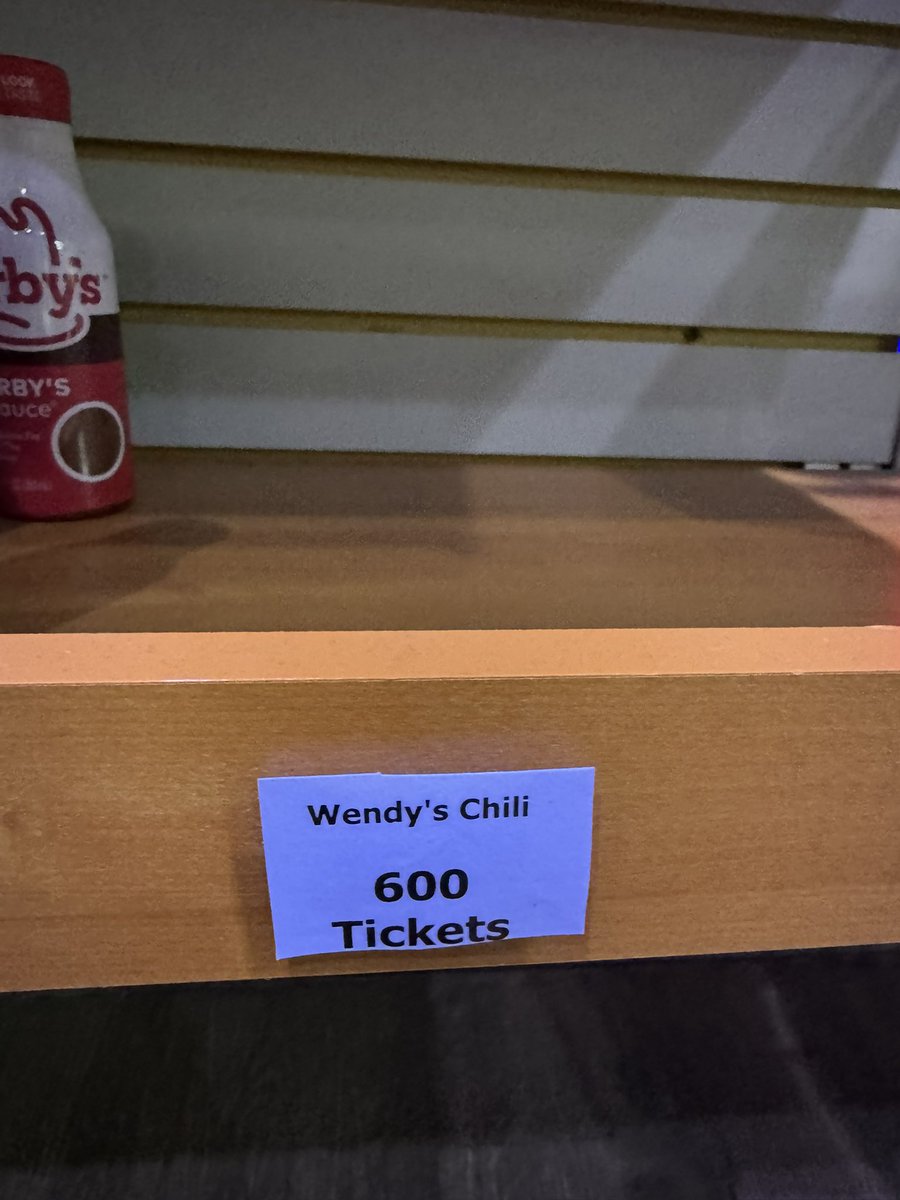 rby's
RBY'S
auce
Wendy's Chili
600
Tickets